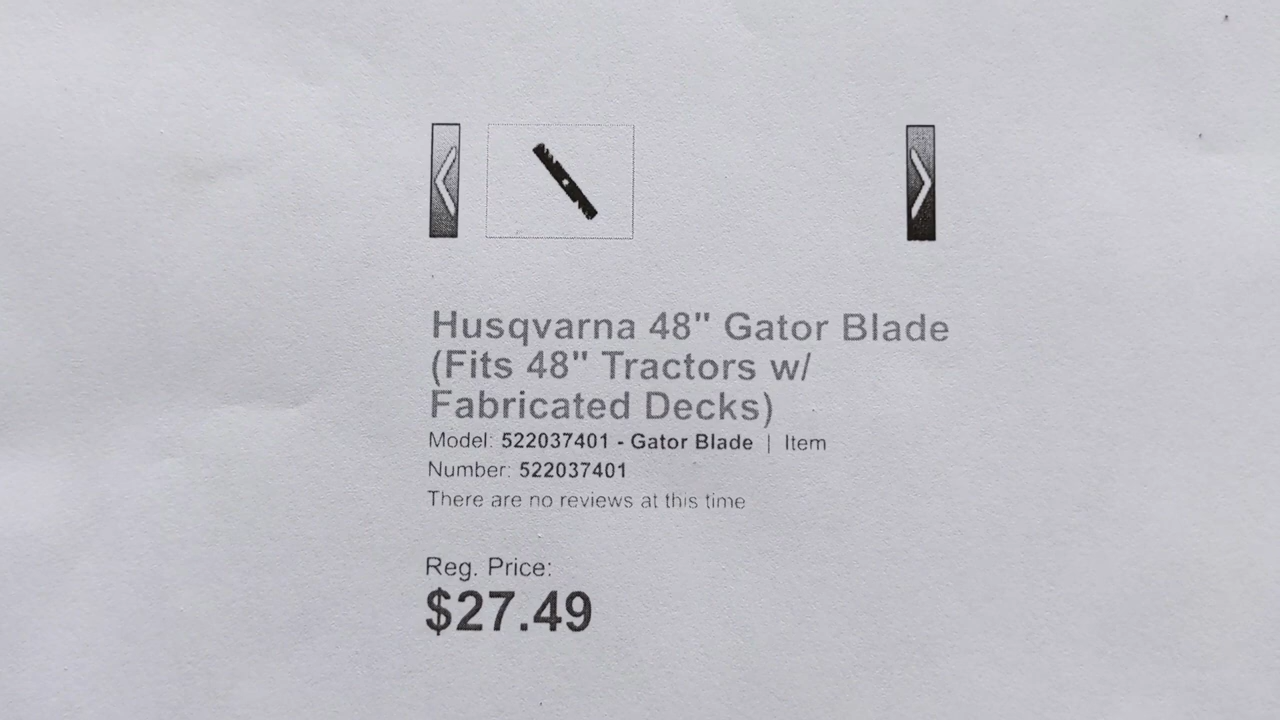 Husqvarna 48" Gator Blade
(Fits 48" Tractors w/
Fabricated Decks)
Model: 522037401 - Gator Blade | Item
Number: 522037401
There are no reviews at this time
Reg. Price:
$27.49